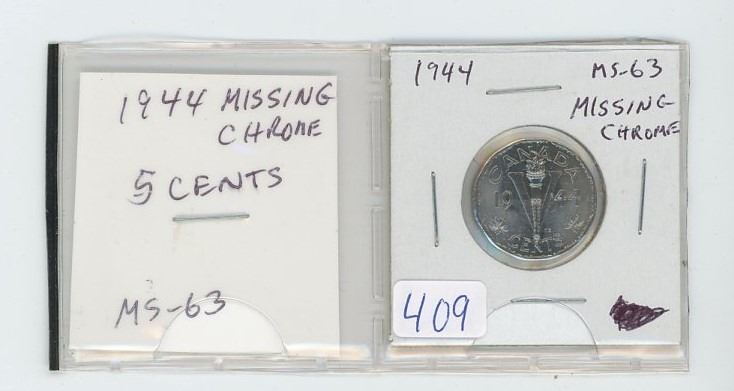 1944 MISSING
CHROME
5 CENTS
MS-63
1944 MS-63
MISSING
CHROME
CANADA
19 44
CENTS
409